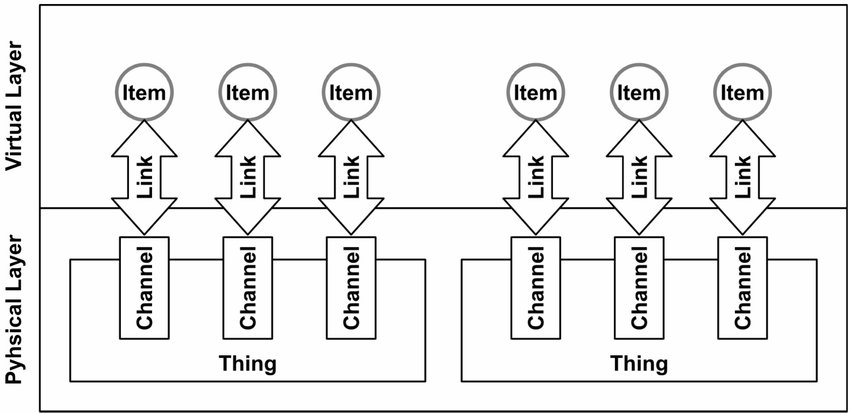 Virtual Layer
Item Item Item Item Item Item
Link Link Link Link Link Link
Pyhsical Layer
Channel Channel Channel Channel Channel Channel
Thing Thing